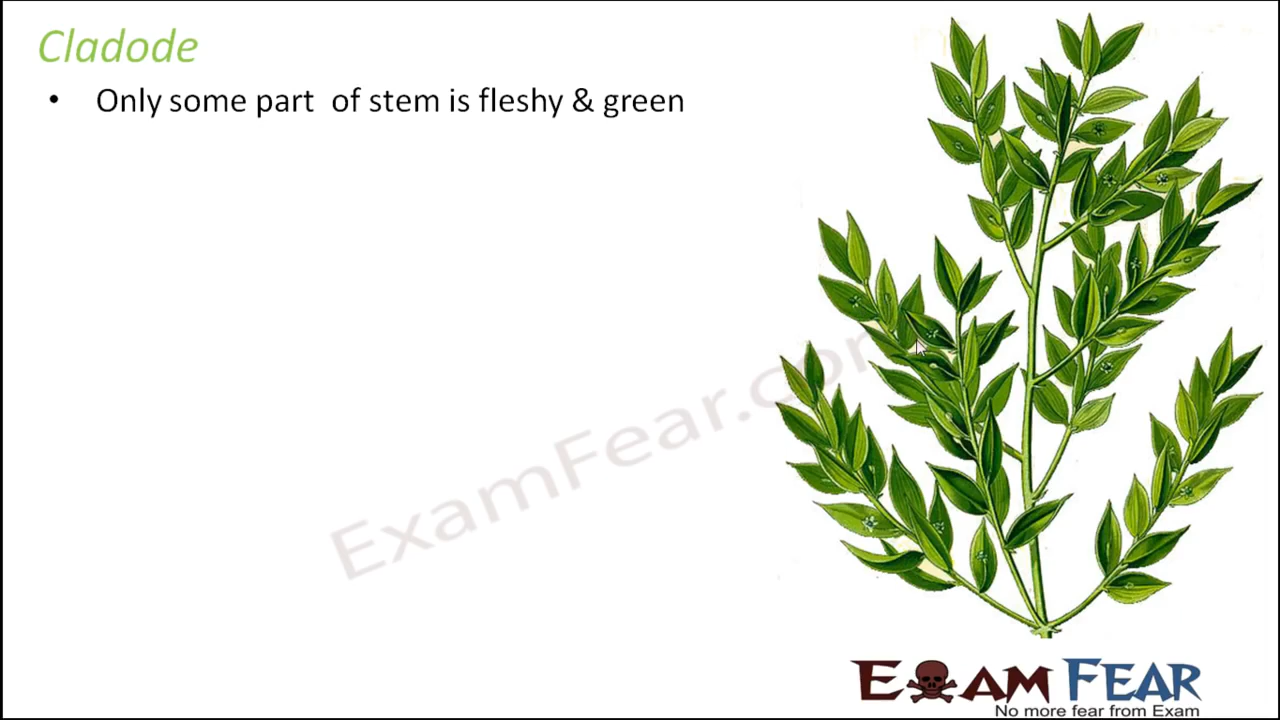 Cladode
• Only some part of stem is fleshy & green
ExamFear.com
EXAM FEAR
No more fear from Exam